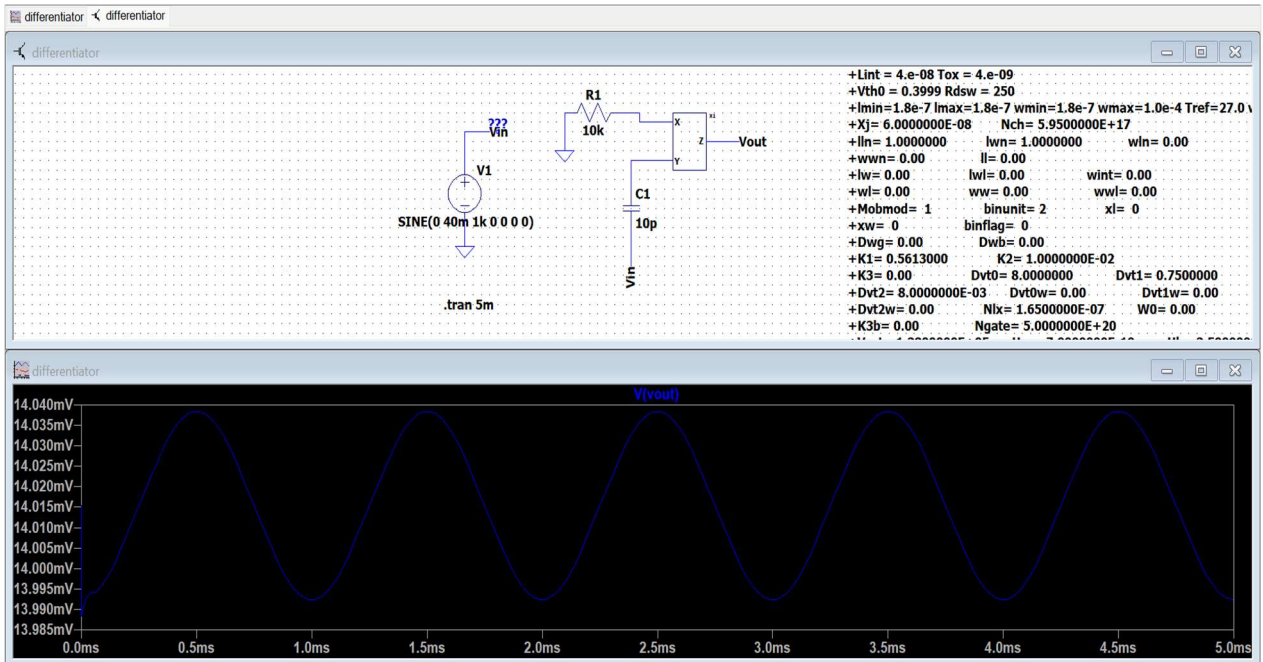 differentiator differentiator
differentiator
+Lint = 4.e-08 Tox = 4.e-09
+Vth0 = 0.3999 Rdsw = 250
+lmin=1.8e-7 lmax=1.8e-7 wmin=1.8e-7 wmax=1.0e-4 Tref=27.0
+Xj= 6.0000000E-08 Nch= 5.9500000E+17
+lln= 1.0000000 lwn= 1.0000000 wln= 0.00
+wwn= 0.00 ll= 0.00
+lw= 0.00 lwl= 0.00 wint= 0.00
+wl= 0.00 ww= 0.00 wwl= 0.00
+Mobmod= 1 binunit= 2 xl= 0
+xw= 0 binflag= 0
+Dwg= 0.00 Dwb= 0.00
+K1= 0.5613000 K2= 1.0000000E-02
+K3= 0.00 Dvt0= 8.0000000 Dvt1= 0.7500000
+Dvt2= 8.0000000E-03 Dvt0w= 0.00 Dvt1w= 0.00
+Dvt2w= 0.00 Nlx= 1.6500000E-07 W0= 0.00
+K3b= 0.00 Ngate= 5.0000000E+20
R1
10k
???
Vin
V1
SINE(0 40m 1k 0 0 0 0)
X
Y
Z
Vout
C1
10p
Vin
.tran 5m
differentiator
V(vout)
14.040mV
14.035mV
14.030mV
14.025mV
14.020mV
14.015mV
14.010mV
14.005mV
14.000mV
13.995mV
13.990mV
13.985mV
0.0ms 0.5ms 1.0ms 1.5ms 2.0ms 2.5ms 3.0ms 3.5ms 4.0ms 4.5ms 5.0ms